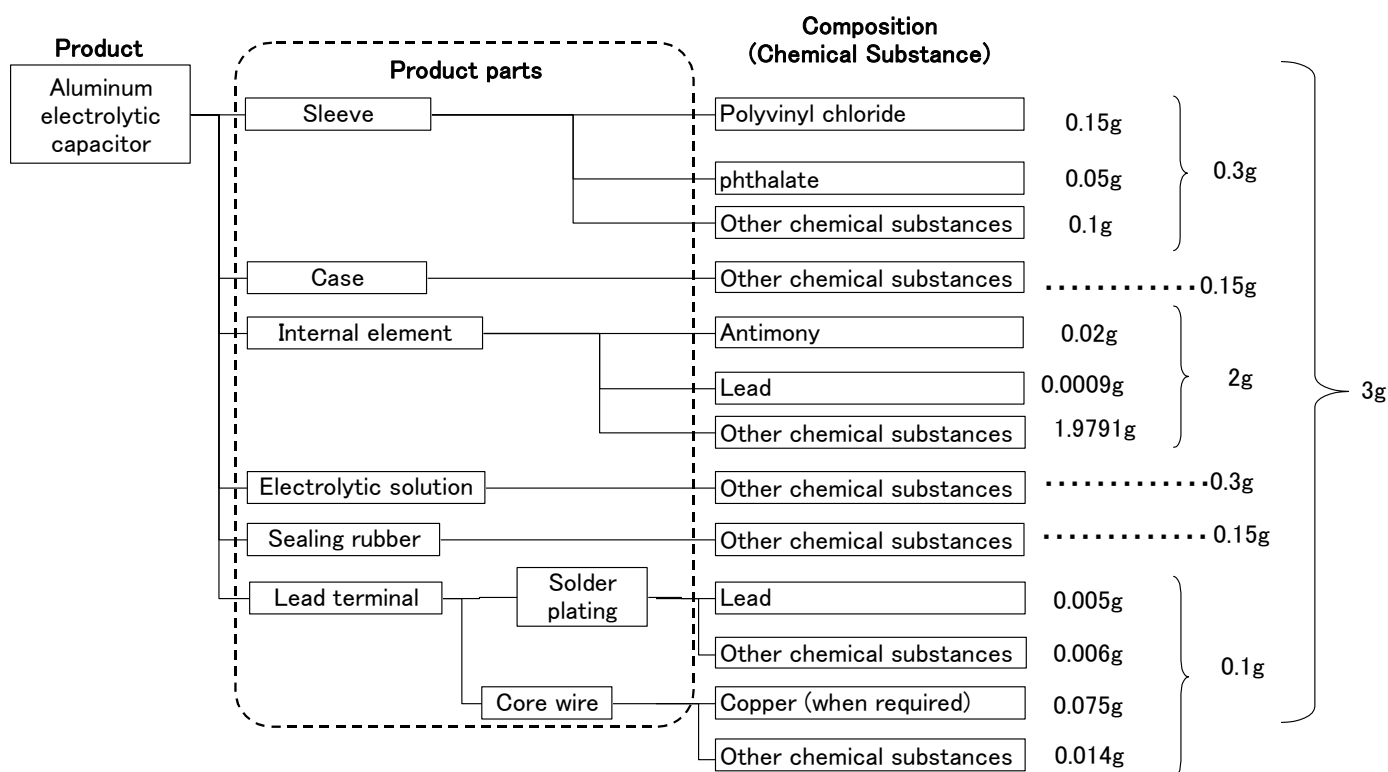 Composition
(Chemical Substance)
Product
Product parts
Aluminum
electrolytic
capacitor
Sleeve
Polyvinyl chloride
0.15g
phthalate
0.05g
0.3g
Other chemical substances
0.1g
Case
Other chemical substances
............0.15g
Internal element
Antimony
0.02g
Lead
0.0009g
2g
3g
Other chemical substances
1.9791g
Electrolytic solution
Other chemical substances
.............0.3g
Sealing rubber
Other chemical substances
.............0.15g
Lead terminal
Solder
plating
Lead
0.005g
Other chemical substances
0.006g
0.1g
Core wire
Copper (when required)
0.075g
Other chemical substances
0.014g